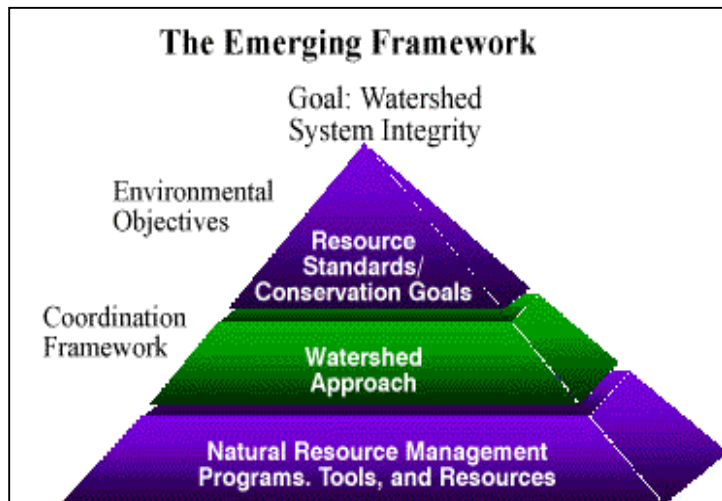 The Emerging Framework
Goal: Watershed
System Integrity
Environmental
Objectives
Resource
Standards/
Conservation Goals
Coordination
Framework
Watershed
Approach
Natural Resource Management
Programs. Tools, and Resources